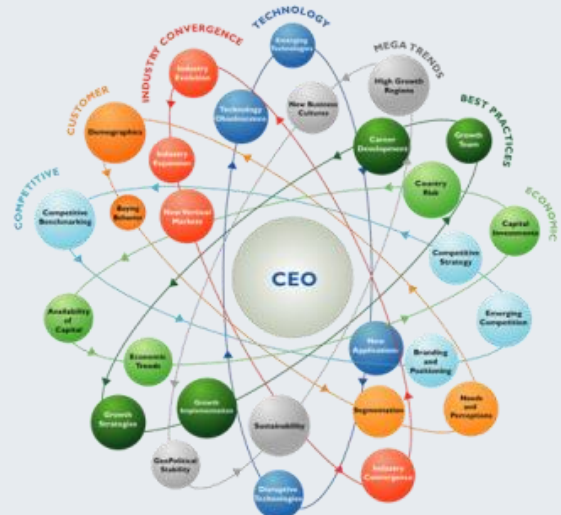 TECHNOLOGY
INDUSTRY CONVERGENCE
MEGA TRENDS
CUSTOMER
BEST PRACTICES
COMPETITIVE
ECONOMIC
Emerging
Technologies
Industry
Evolution
High Growth
Regions
New Business
Cultures
Technology
Obsolescence
Demographics
Career
Development
Growth
Team
Industry
Expansion
Country
Risk
Buying
Behavior
New Vertical
Markets
Competitive
Benchmarking
Capital
Investments
Competitive
Strategy
CEO
Availability
of
Capital
Emerging
Competition
New
Applications
Economic
Trends
Branding
and
Positioning
Growth
Strategies
Growth
Implementation
Sustainability
Segmentation
Needs
and
Perceptions
GeoPolitical
Stability
Disruptive
Technologies
Industry
Convergence